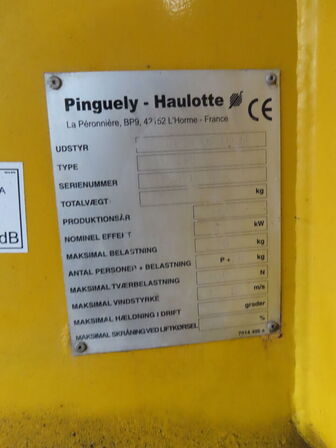 Pinguely - Haulotte CE
La Péronnière, BP9, 42152 L'Horme - France
UDSTYR
TYPE
SERIENUMMER
TOTALVÆGT kg
PRODUKTIONSÅR
NOMINEL EFFEKT kW
MAKSIMAL BELASTNING kg
ANTAL PERSONER + BELASTNING P + kg
MAKSIMAL TVÆRBELASTNING N
MAKSIMAL VINDSTYRKE m/s
MAKSIMAL HÆLDNING I DRIFT grader
MAKSIMAL SKRÅNING VED LIFTKØRSEL %
A
dB